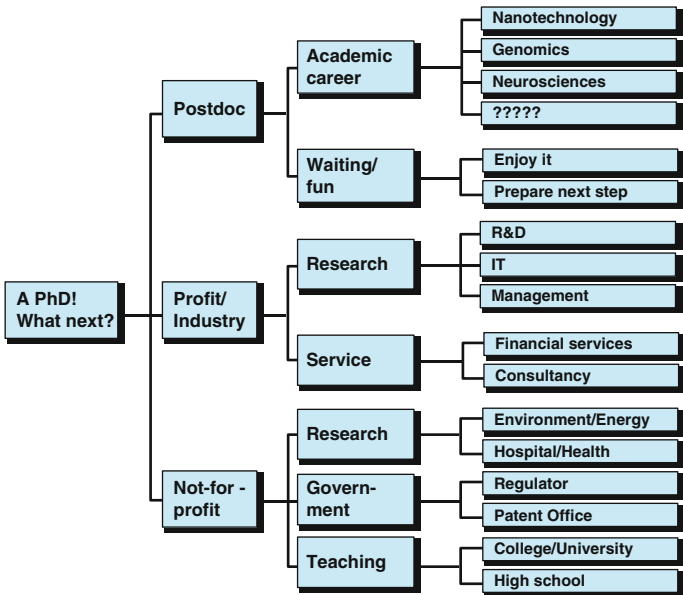 A PhD!
What next?
Postdoc
Academic
career
Nanotechnology
Genomics
Neurosciences
?????
Waiting/
fun
Enjoy it
Prepare next step
Profit/
Industry
Research
R&D
IT
Management
Service
Financial services
Consultancy
Not-for -
profit
Research
Environment/Energy
Hospital/Health
Govern-
ment
Regulator
Patent Office
Teaching
College/University
High school